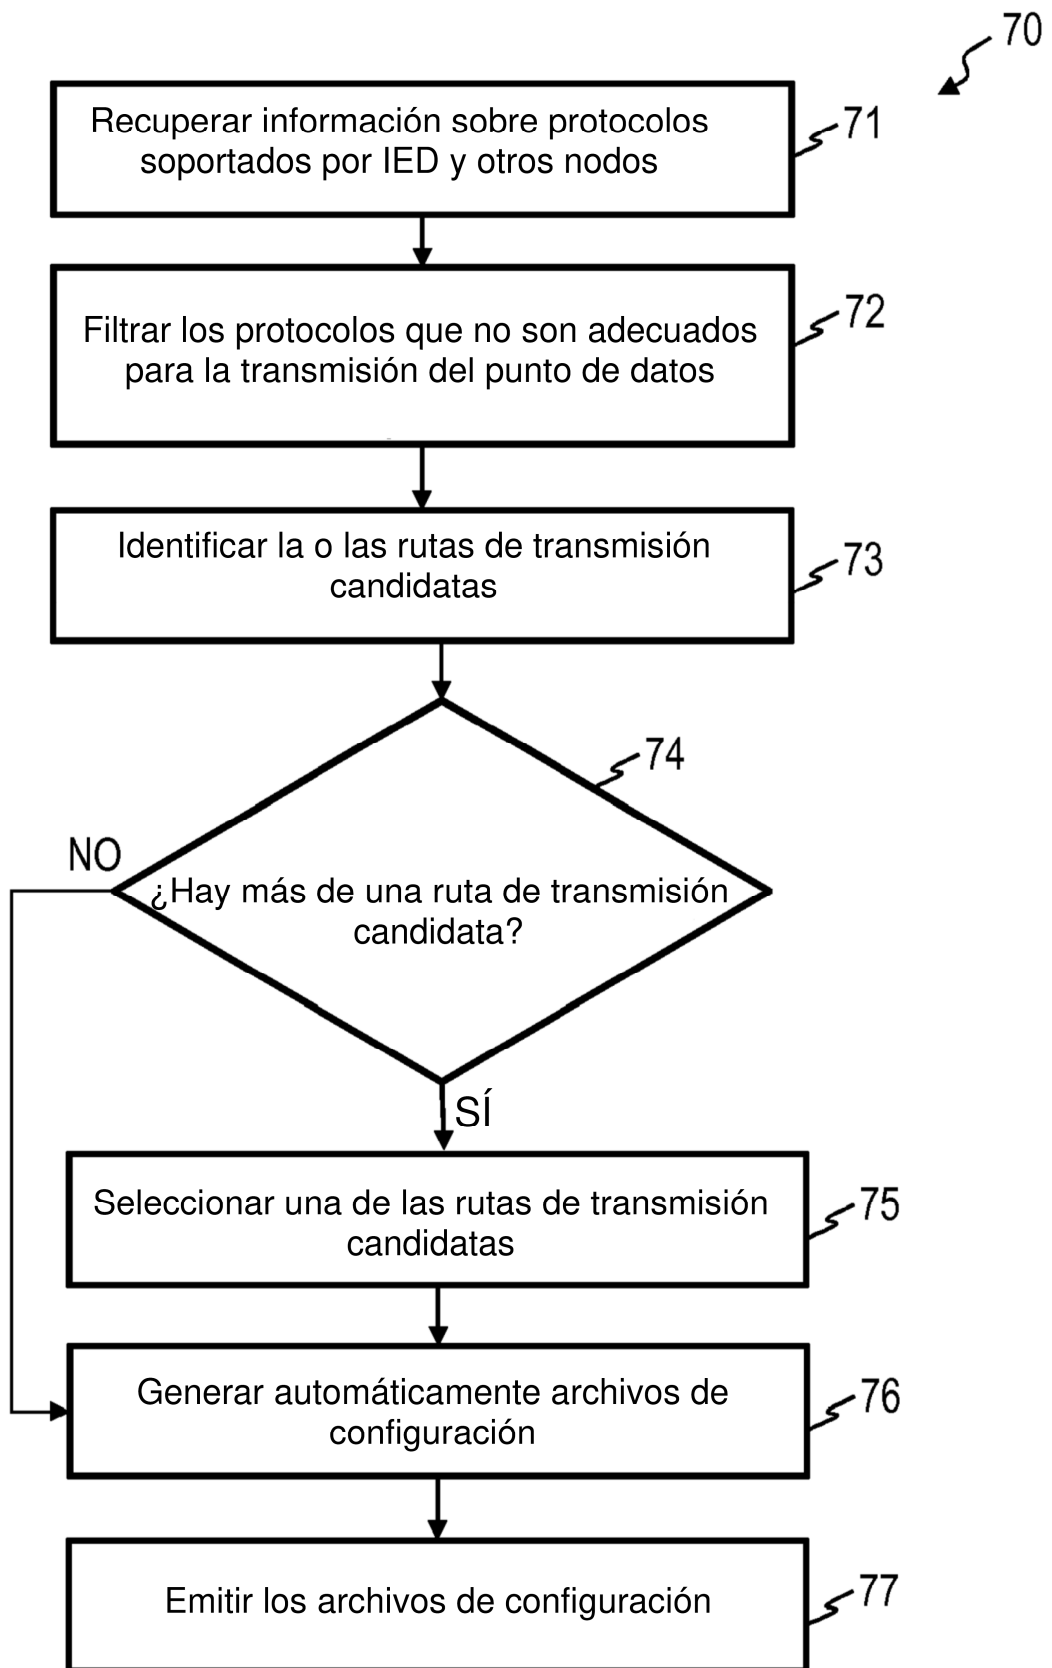 70
Recuperar información sobre protocolos
soportados por IED y otros nodos
71
Filtrar los protocolos que no son adecuados
para la transmisión del punto de datos
72
Identificar la o las rutas de transmisión
candidatas
73
74
NO
¿Hay más de una ruta de transmisión
candidata?
SÍ
Seleccionar una de las rutas de transmisión
candidatas
75
Generar automáticamente archivos de
configuración
76
Emitir los archivos de configuración
77